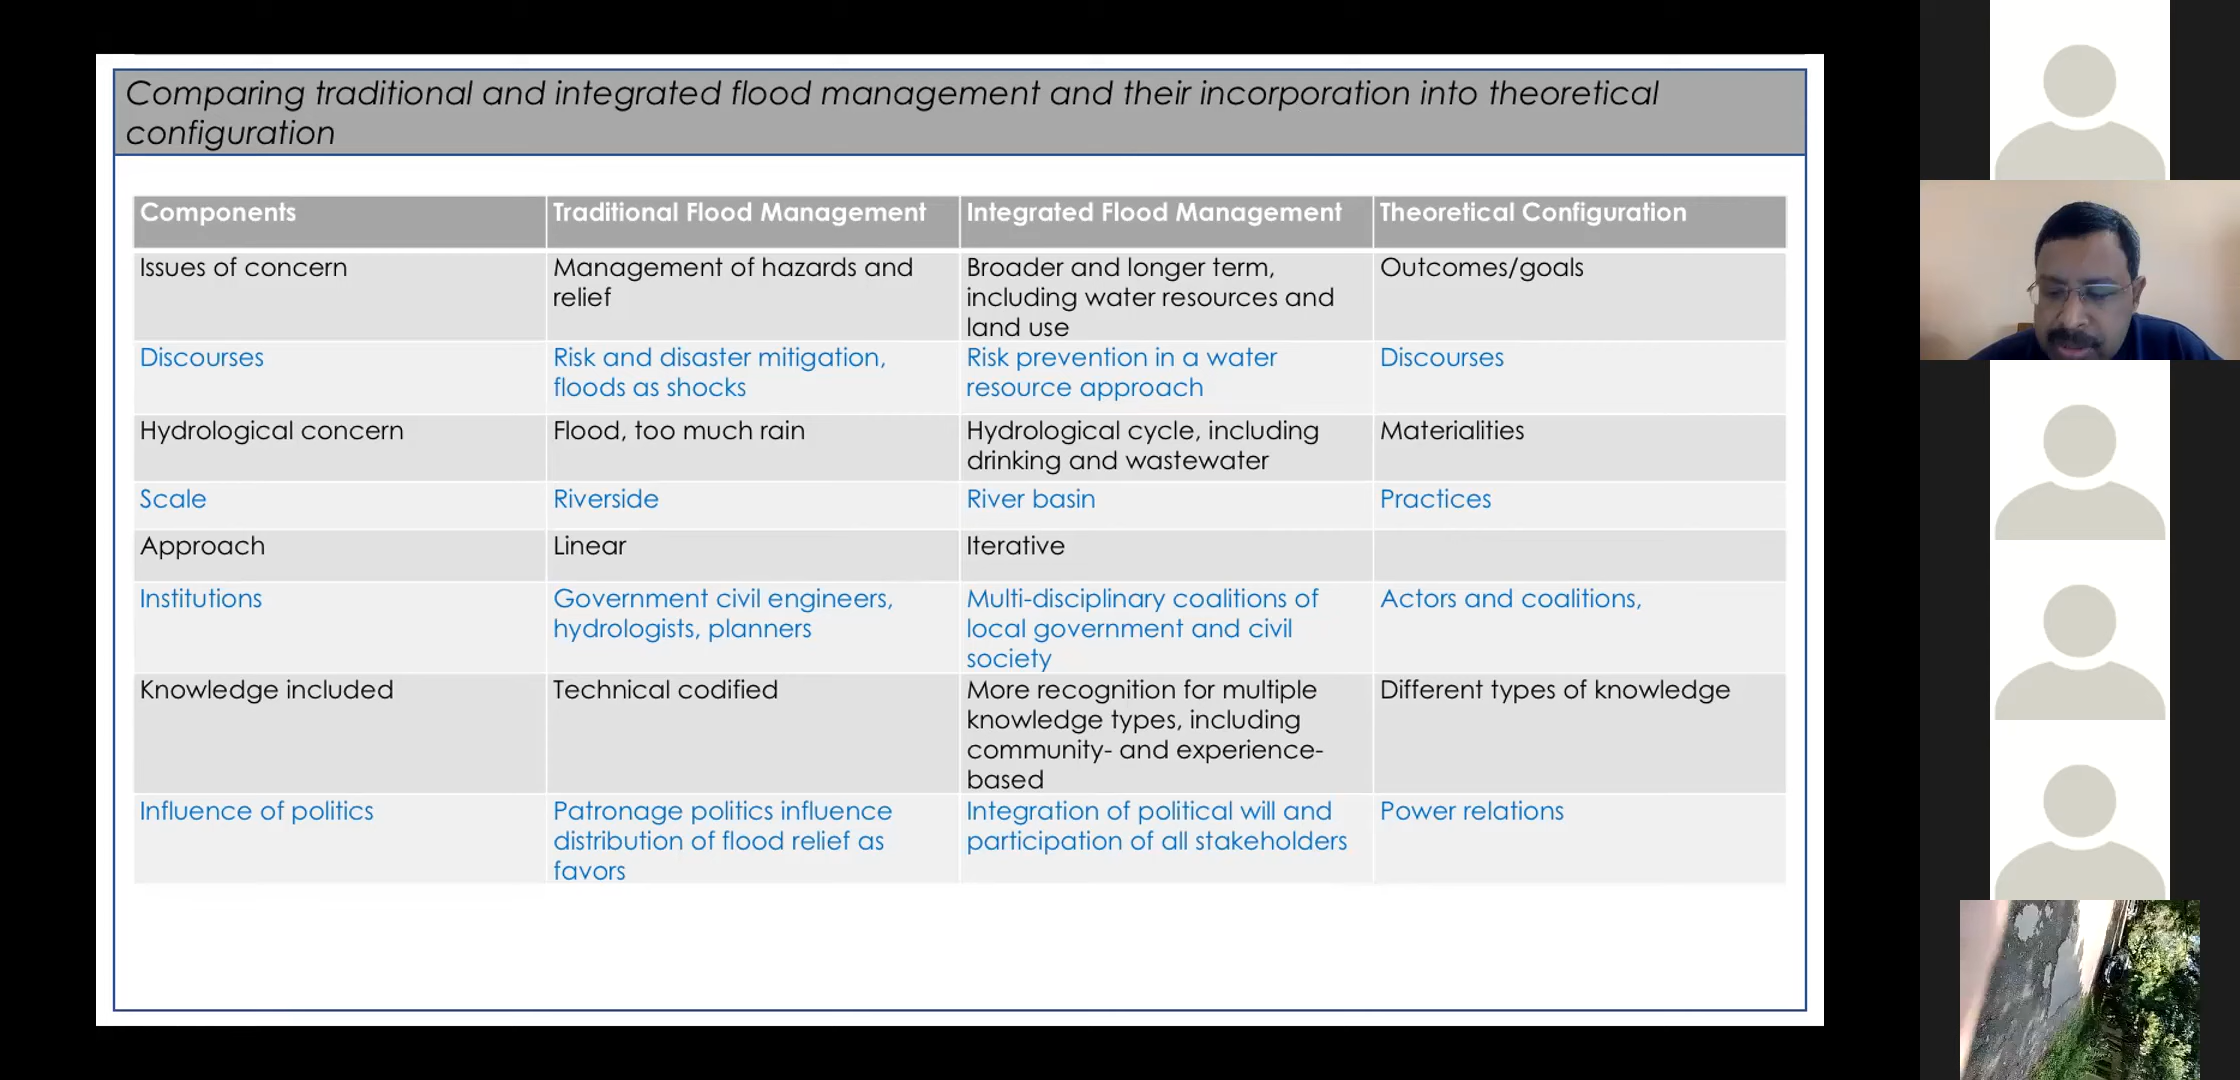 Comparing traditional and integrated flood management and their incorporation into theoretical
configuration
Components
Traditional Flood Management
Integrated Flood Management
Theoretical Configuration
Issues of concern
Management of hazards and
relief
Broader and longer term,
including water resources and
land use
Outcomes/goals
Discourses
Risk and disaster mitigation,
floods as shocks
Risk prevention in a water
resource approach
Discourses
Hydrological concern
Flood, too much rain
Hydrological cycle, including
drinking and wastewater
Materialities
Scale
Riverside
River basin
Practices
Approach
Linear
Iterative
Institutions
Government civil engineers,
hydrologists, planners
Multi-disciplinary coalitions of
local government and civil
society
Actors and coalitions,
Knowledge included
Technical codified
More recognition for multiple
knowledge types, including
community- and experience-
based
Different types of knowledge
Influence of politics
Patronage politics influence
distribution of flood relief as
favors
Integration of political will and
participation of all stakeholders
Power relations